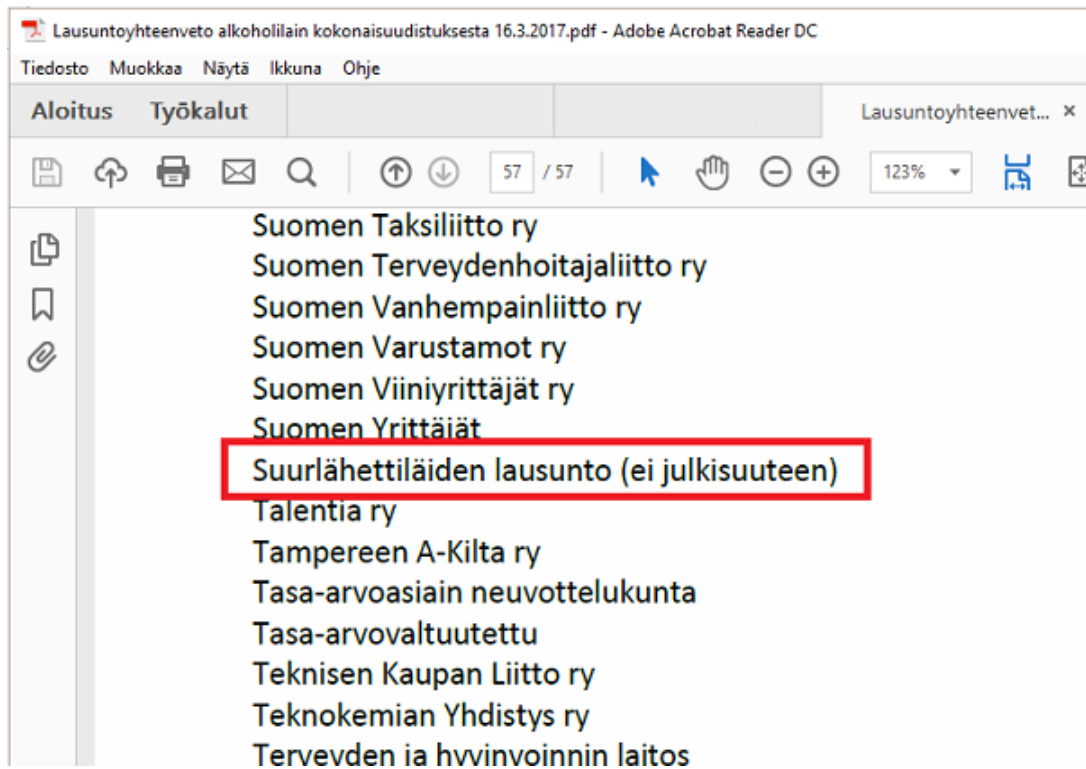 Lausuntoyhteenveto alkoholilain kokonaisuudistuksesta 16.3.2017.pdf - Adobe Acrobat Reader DC
Tiedosto Muokkaa Näytä Ikkuna Ohje
Aloitus Työkalut Lausuntoyhteenvet... ×
57 / 57 123%
Suomen Taksiliitto ry
Suomen Terveydenhoitajaliitto ry
Suomen Vanhempainliitto ry
Suomen Varustamot ry
Suomen Viiniyrittäjät ry
Suomen Yrittäjät
Suurlähettiläiden lausunto (ei julkisuuteen)
Talentia ry
Tampereen A-Kilta ry
Tasa-arvoasiain neuvottelukunta
Tasa-arvovaltuutettu
Teknisen Kaupan Liitto ry
Teknokemian Yhdistys ry
Terveyden ja hyvinvoinnin laitos